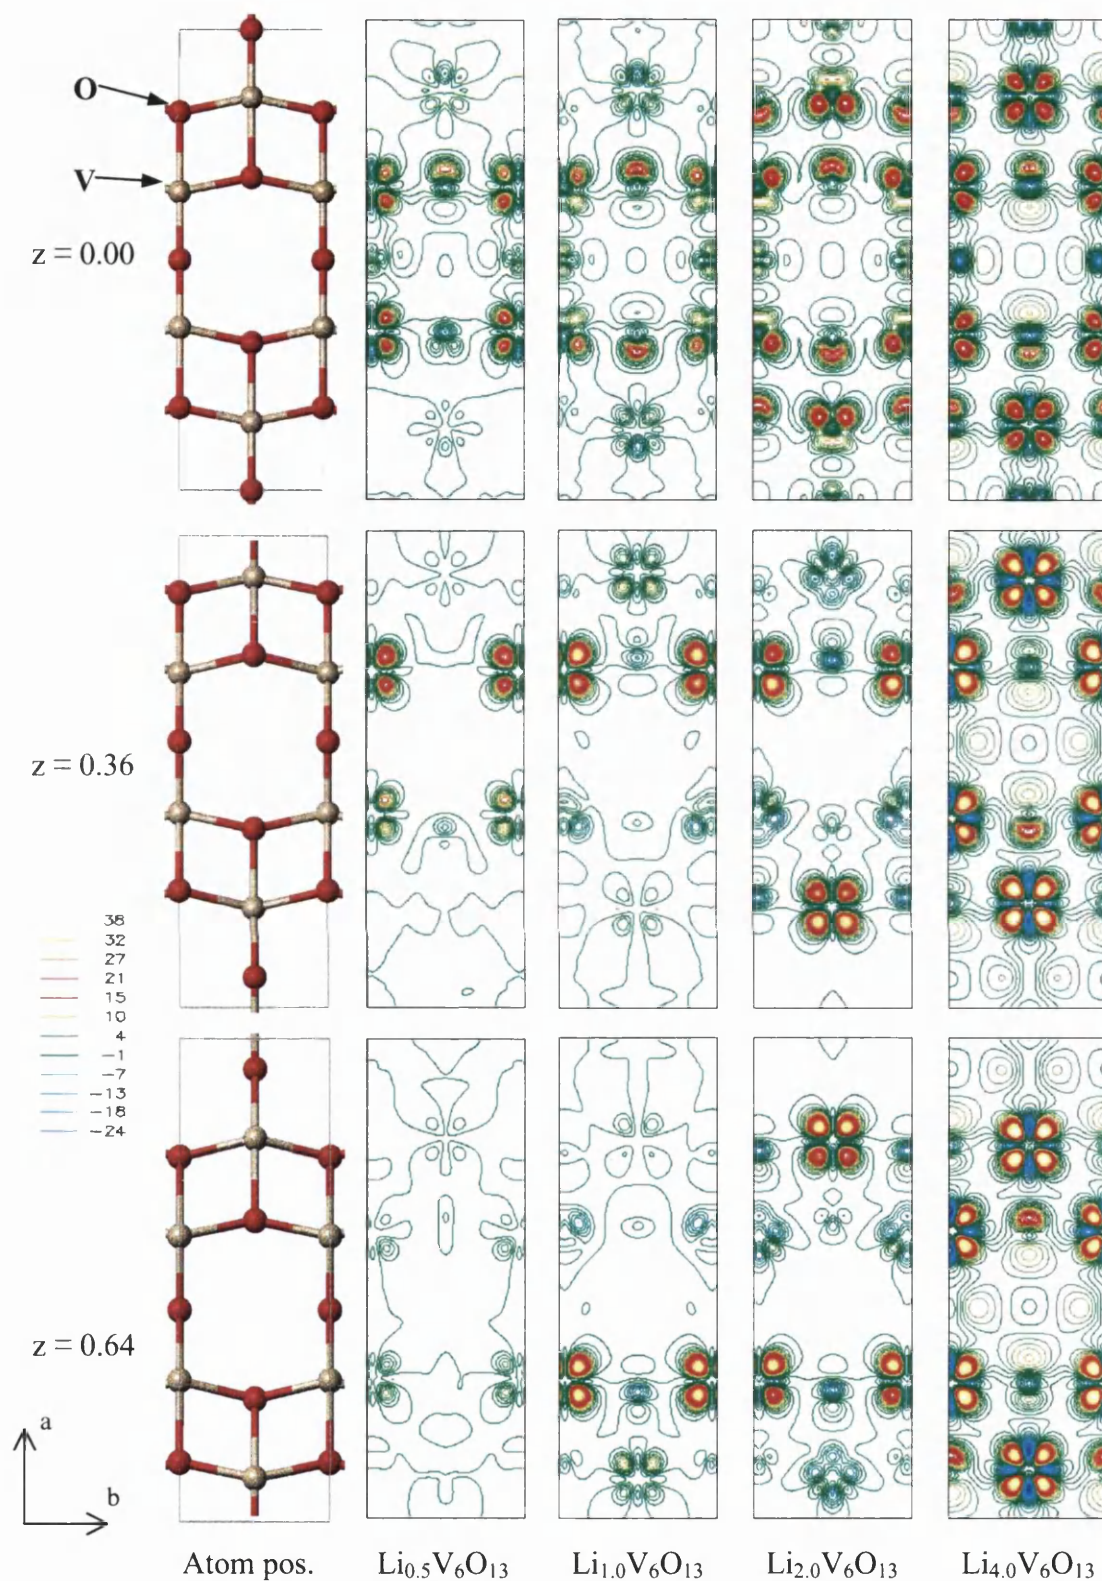 O
V
z = 0.00
z = 0.36
38
32
27
21
15
10
4
-1
-7
-13
-18
-24
z = 0.64
a
b
Atom pos.
Li₀.₅V₆O₁₃
Li₁.₀V₆O₁₃
Li₂.₀V₆O₁₃
Li₄.₀V₆O₁₃